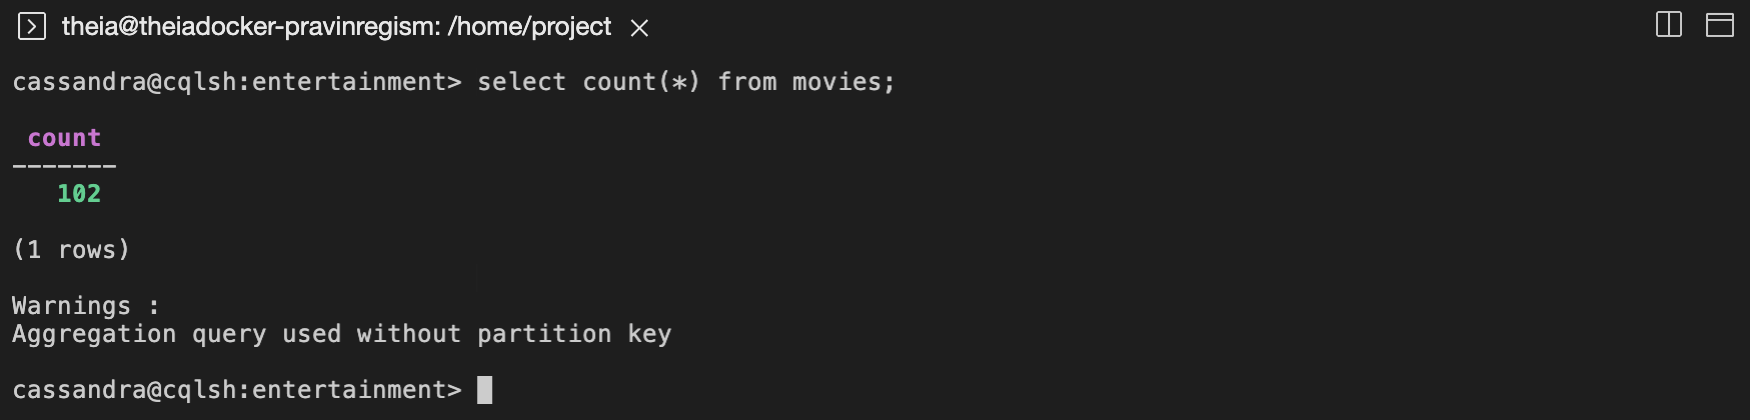 theia@theiadocker-pravinregism: /home/project
cassandra@cqlsh:entertainment> select count(*) from movies;
count
-------
102
(1 rows)
Warnings :
Aggregation query used without partition key
cassandra@cqlsh:entertainment>